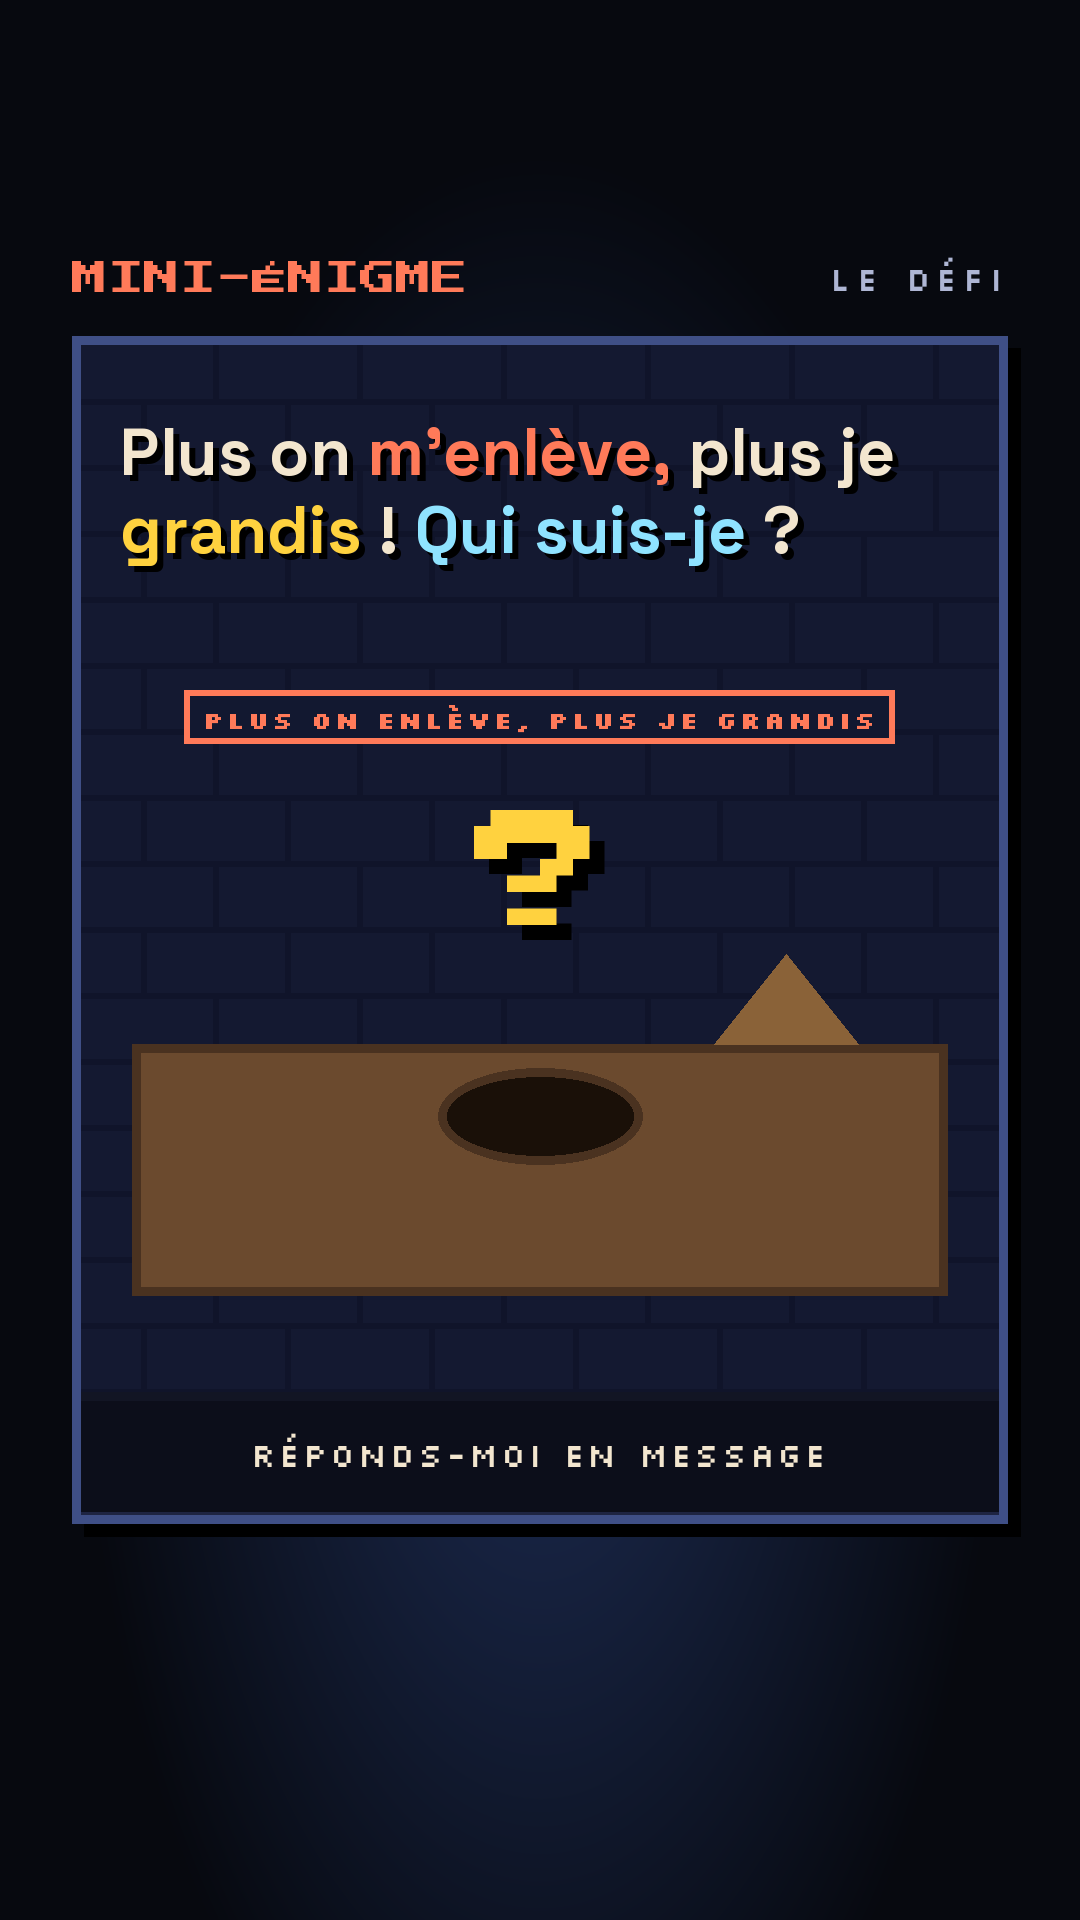 MINI-ÉNIGME
LE DÉFI
Plus on m’enlève, plus je
grandis ! Qui suis-je ?
PLUS ON ENLÈVE, PLUS JE GRANDIS
?
RÉPONDS-MOI EN MESSAGE